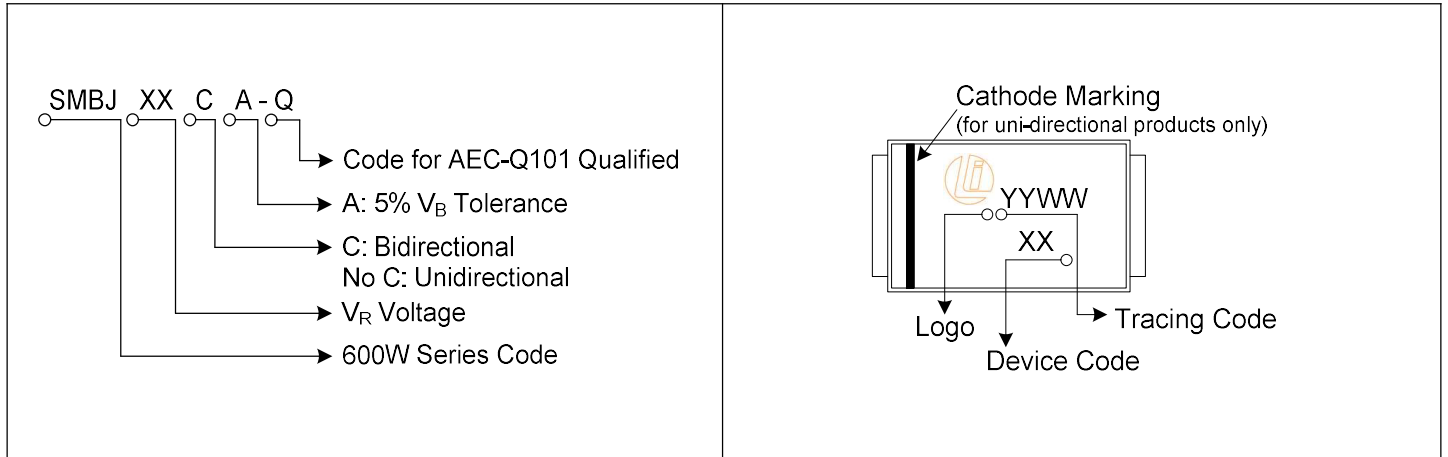 SMBJ XX C A - Q
Code for AEC-Q101 Qualified
A: 5% VB Tolerance
C: Bidirectional
No C: Unidirectional
VR Voltage
600W Series Code
Cathode Marking
(for uni-directional products only)
YYWW
XX
Logo
Tracing Code
Device Code